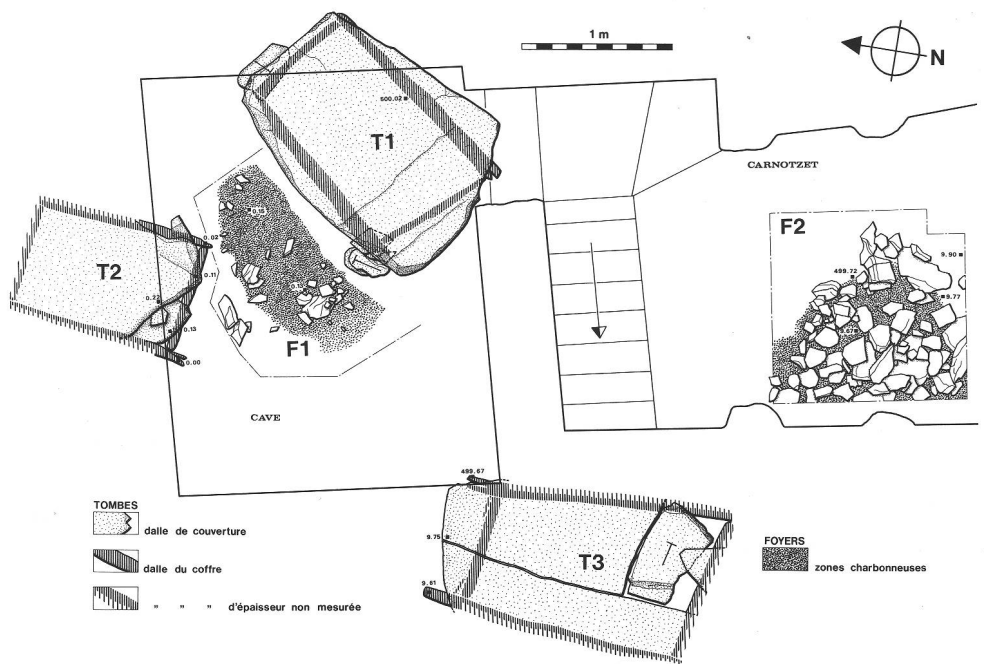 1 m
N
500.02
T1
CARNOTZET
0.15
F2
0.02
T2
0.11
9.90
499.72
0.22
0.13
9.77
9.67
0.13
F1
0.00
CAVE
499.67
TOMBES
dalle de couverture
9.75
T3
FOYERS
dalle du coffre
zones charbonneuses
9.61
" " " d'épaisseur non mesurée